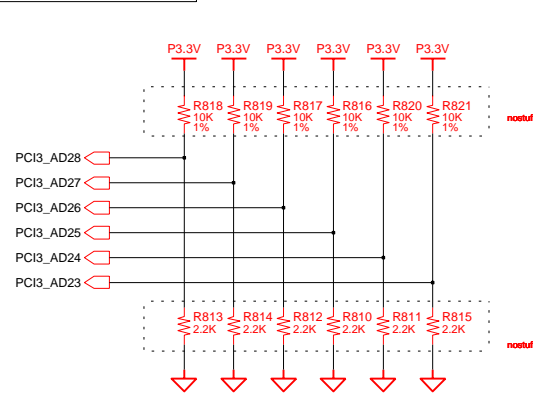 P3.3V P3.3V P3.3V P3.3V P3.3V P3.3V
R818 R819 R817 R816 R820 R821
10K 10K 10K 10K 10K 10K
1% 1% 1% 1% 1% 1%
nostuf
PCI3_AD28
PCI3_AD27
PCI3_AD26
PCI3_AD25
PCI3_AD24
PCI3_AD23
R813 R814 R812 R810 R811 R815
2.2K 2.2K 2.2K 2.2K 2.2K 2.2K
nostuf